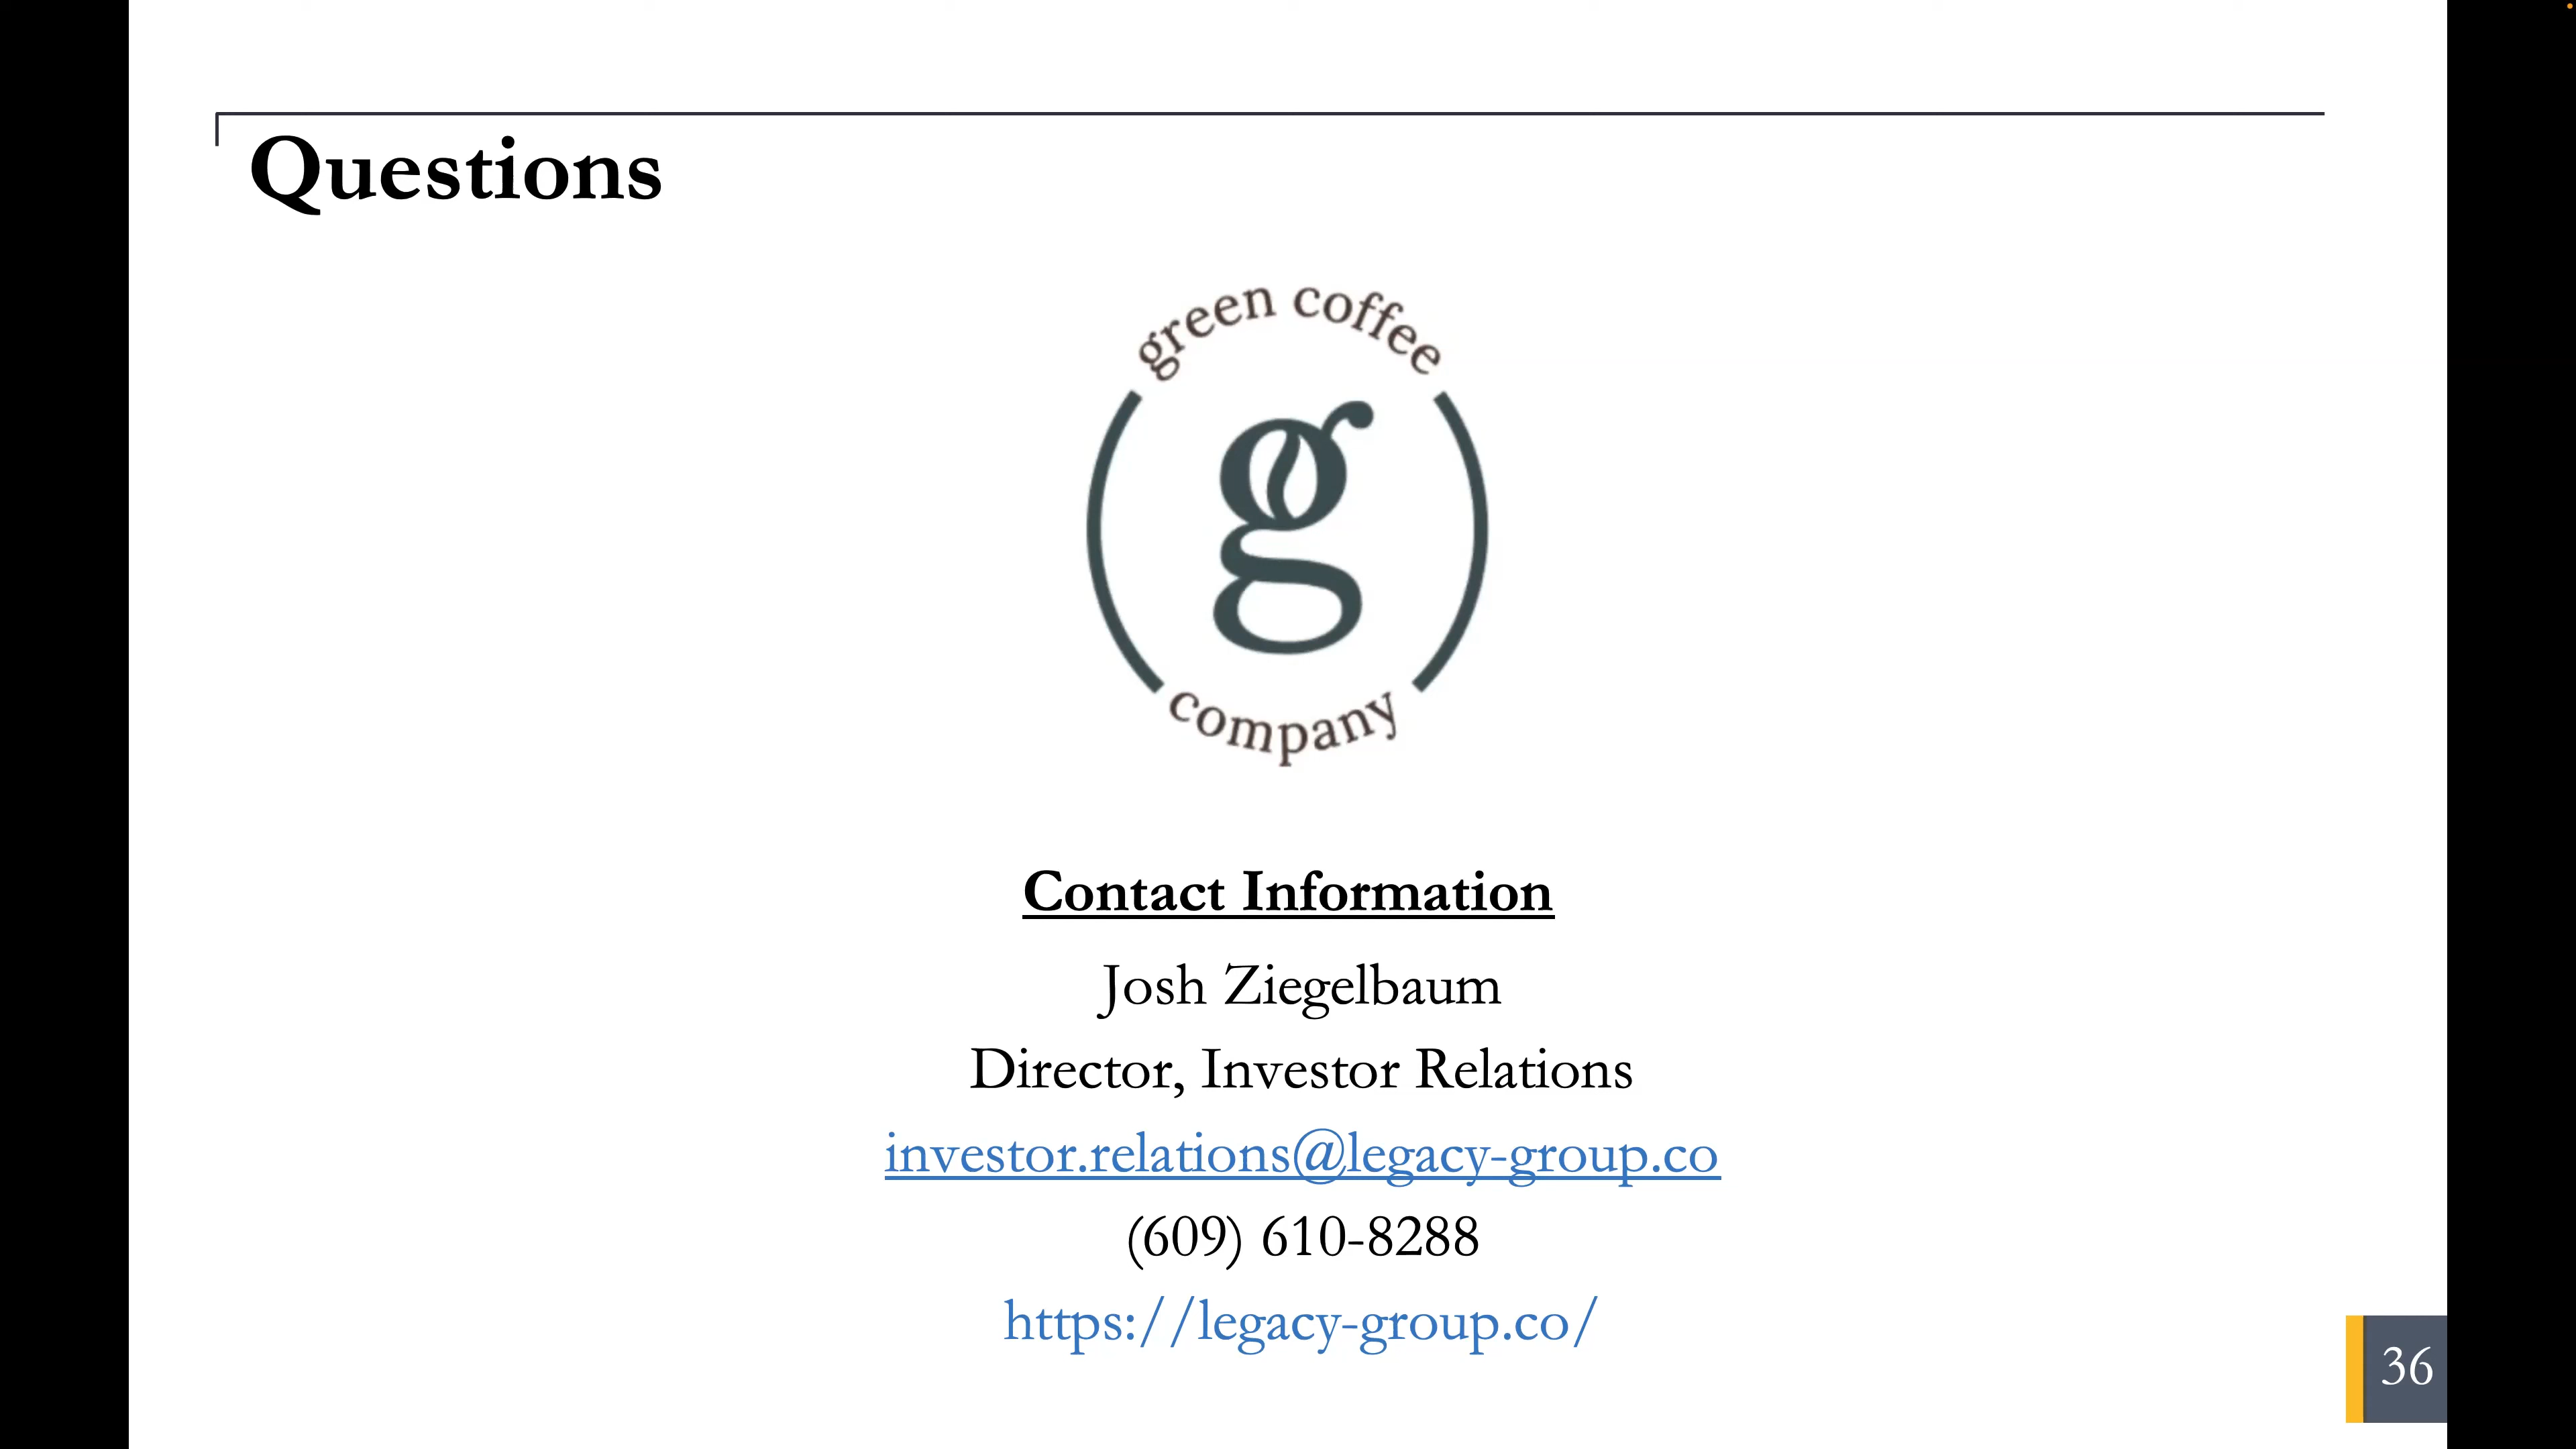 Questions
green coffee
g
company
Contact Information
Josh Ziegelbaum
Director, Investor Relations
investor.relations@legacy-group.co
(609) 610-8288
https://legacy-group.co/
36